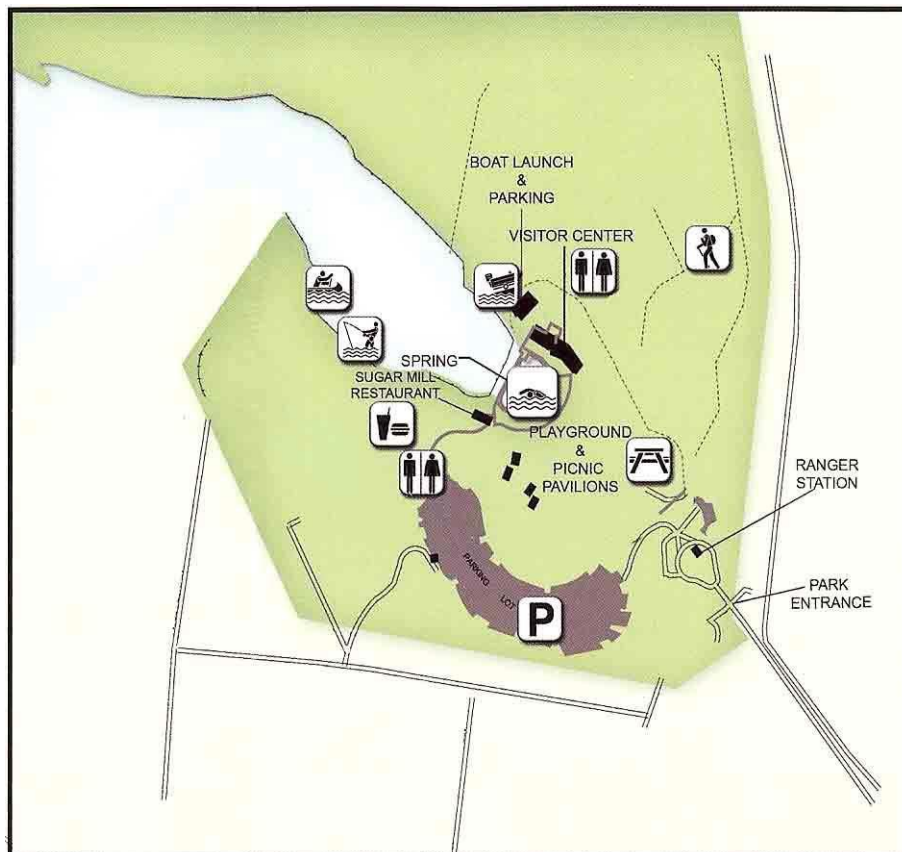 BOAT LAUNCH
&
PARKING
VISITOR CENTER
SPRING
SUGAR MILL
RESTAURANT
PLAYGROUND
&
PICNIC
PAVILIONS
RANGER
STATION
PARK
ENTRANCE
PARKING
LOT
P